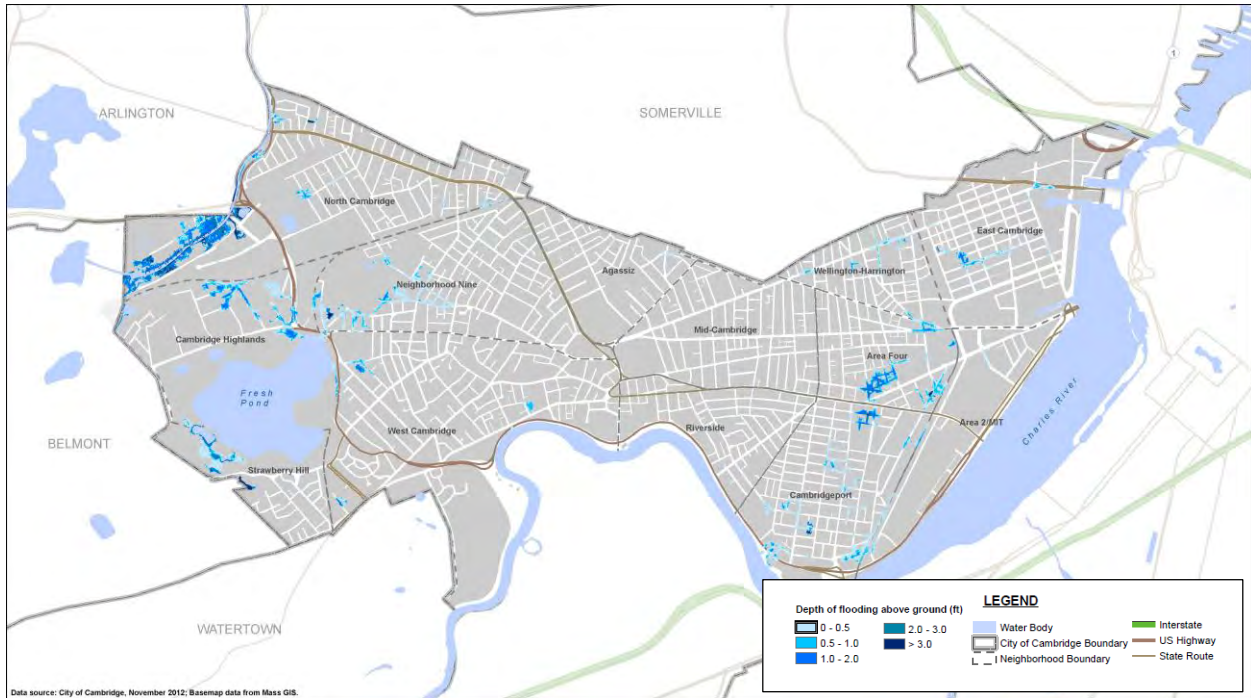 ARLINGTON
SOMERVILLE
1
North Cambridge
East Cambridge
Agassiz
Wellington-Harrington
Neighborhood Nine
Mid-Cambridge
Cambridge Highlands
Area Four
Fresh
Pond
BELMONT
West Cambridge
Riverside
Area 2/MIT
Charles River
Strawberry Hill
Cambridgeport
WATERTOWN
LEGEND
Depth of flooding above ground (ft)
0 - 0.5
0.5 - 1.0
1.0 - 2.0
2.0 - 3.0
> 3.0
Water Body
City of Cambridge Boundary
Neighborhood Boundary
Interstate
US Highway
State Route
Data source: City of Cambridge, November 2012; Basemap data from Mass GIS.